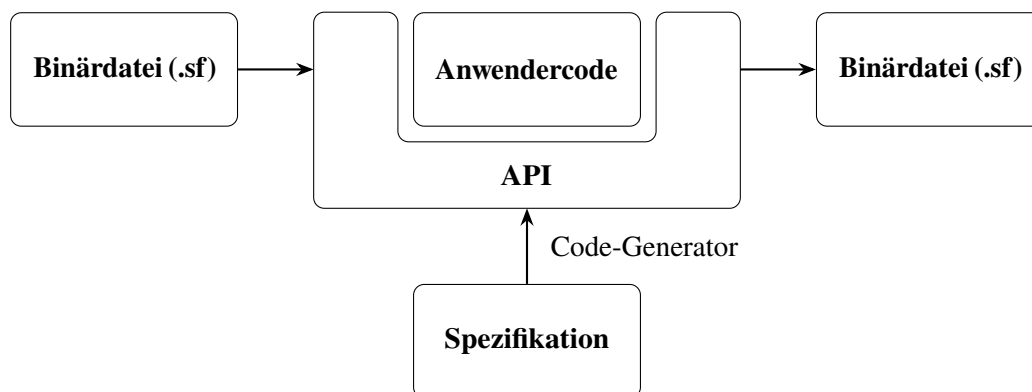 Binärdatei (.sf)
Anwendercode
Binärdatei (.sf)
API
Code-Generator
Spezifikation